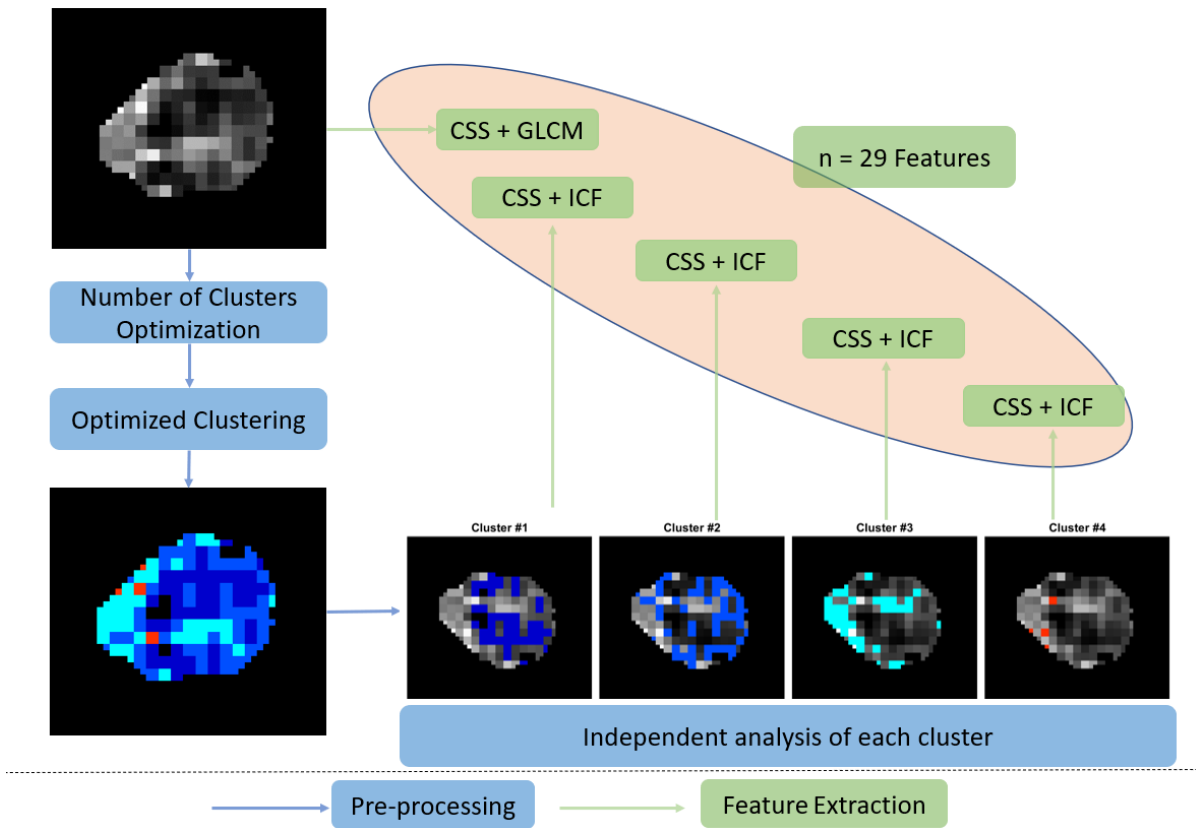 CSS + GLCM
n = 29 Features
CSS + ICF
CSS + ICF
Number of Clusters
Optimization
CSS + ICF
Optimized Clustering
CSS + ICF
Cluster #1
Cluster #2
Cluster #3
Cluster #4
Independent analysis of each cluster
Pre-processing
Feature Extraction